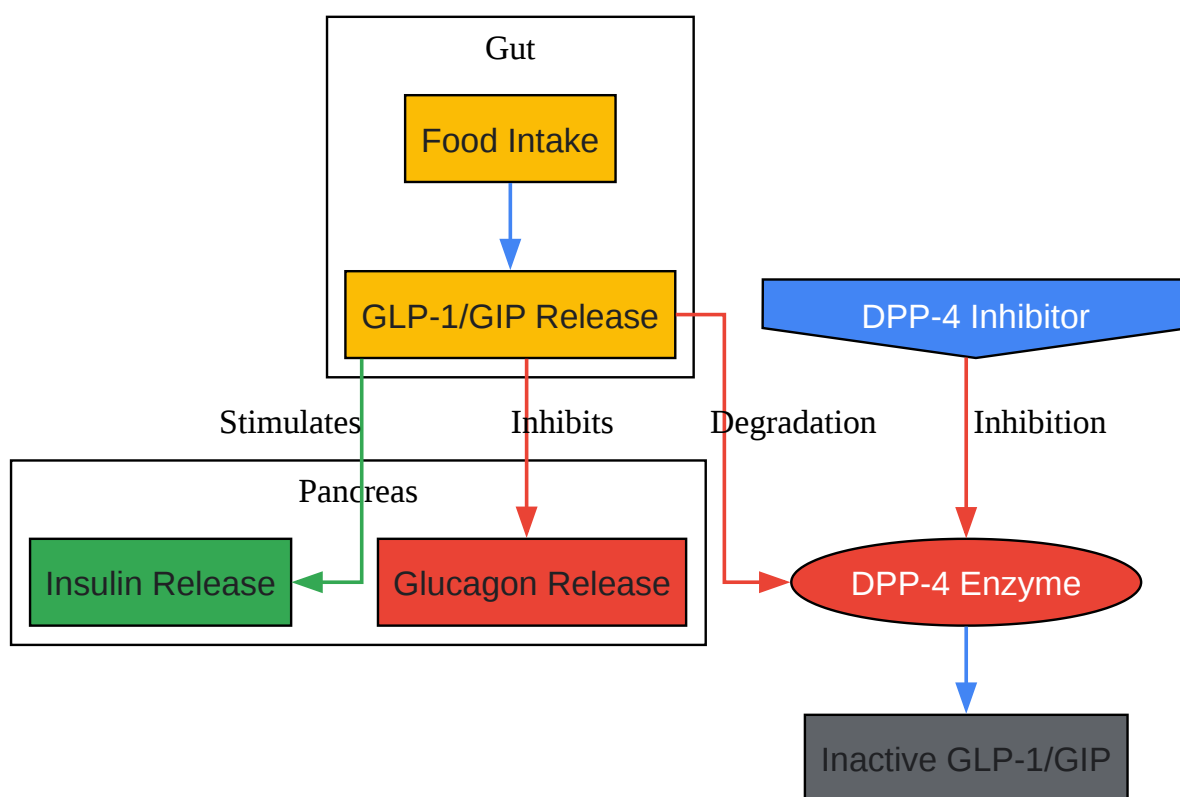 Gut
Food Intake
GLP-1/GIP Release
DPP-4 Inhibitor
Stimulates
Inhibits
Degradation
Inhibition
Pancreas
Insulin Release
Glucagon Release
DPP-4 Enzyme
Inactive GLP-1/GIP